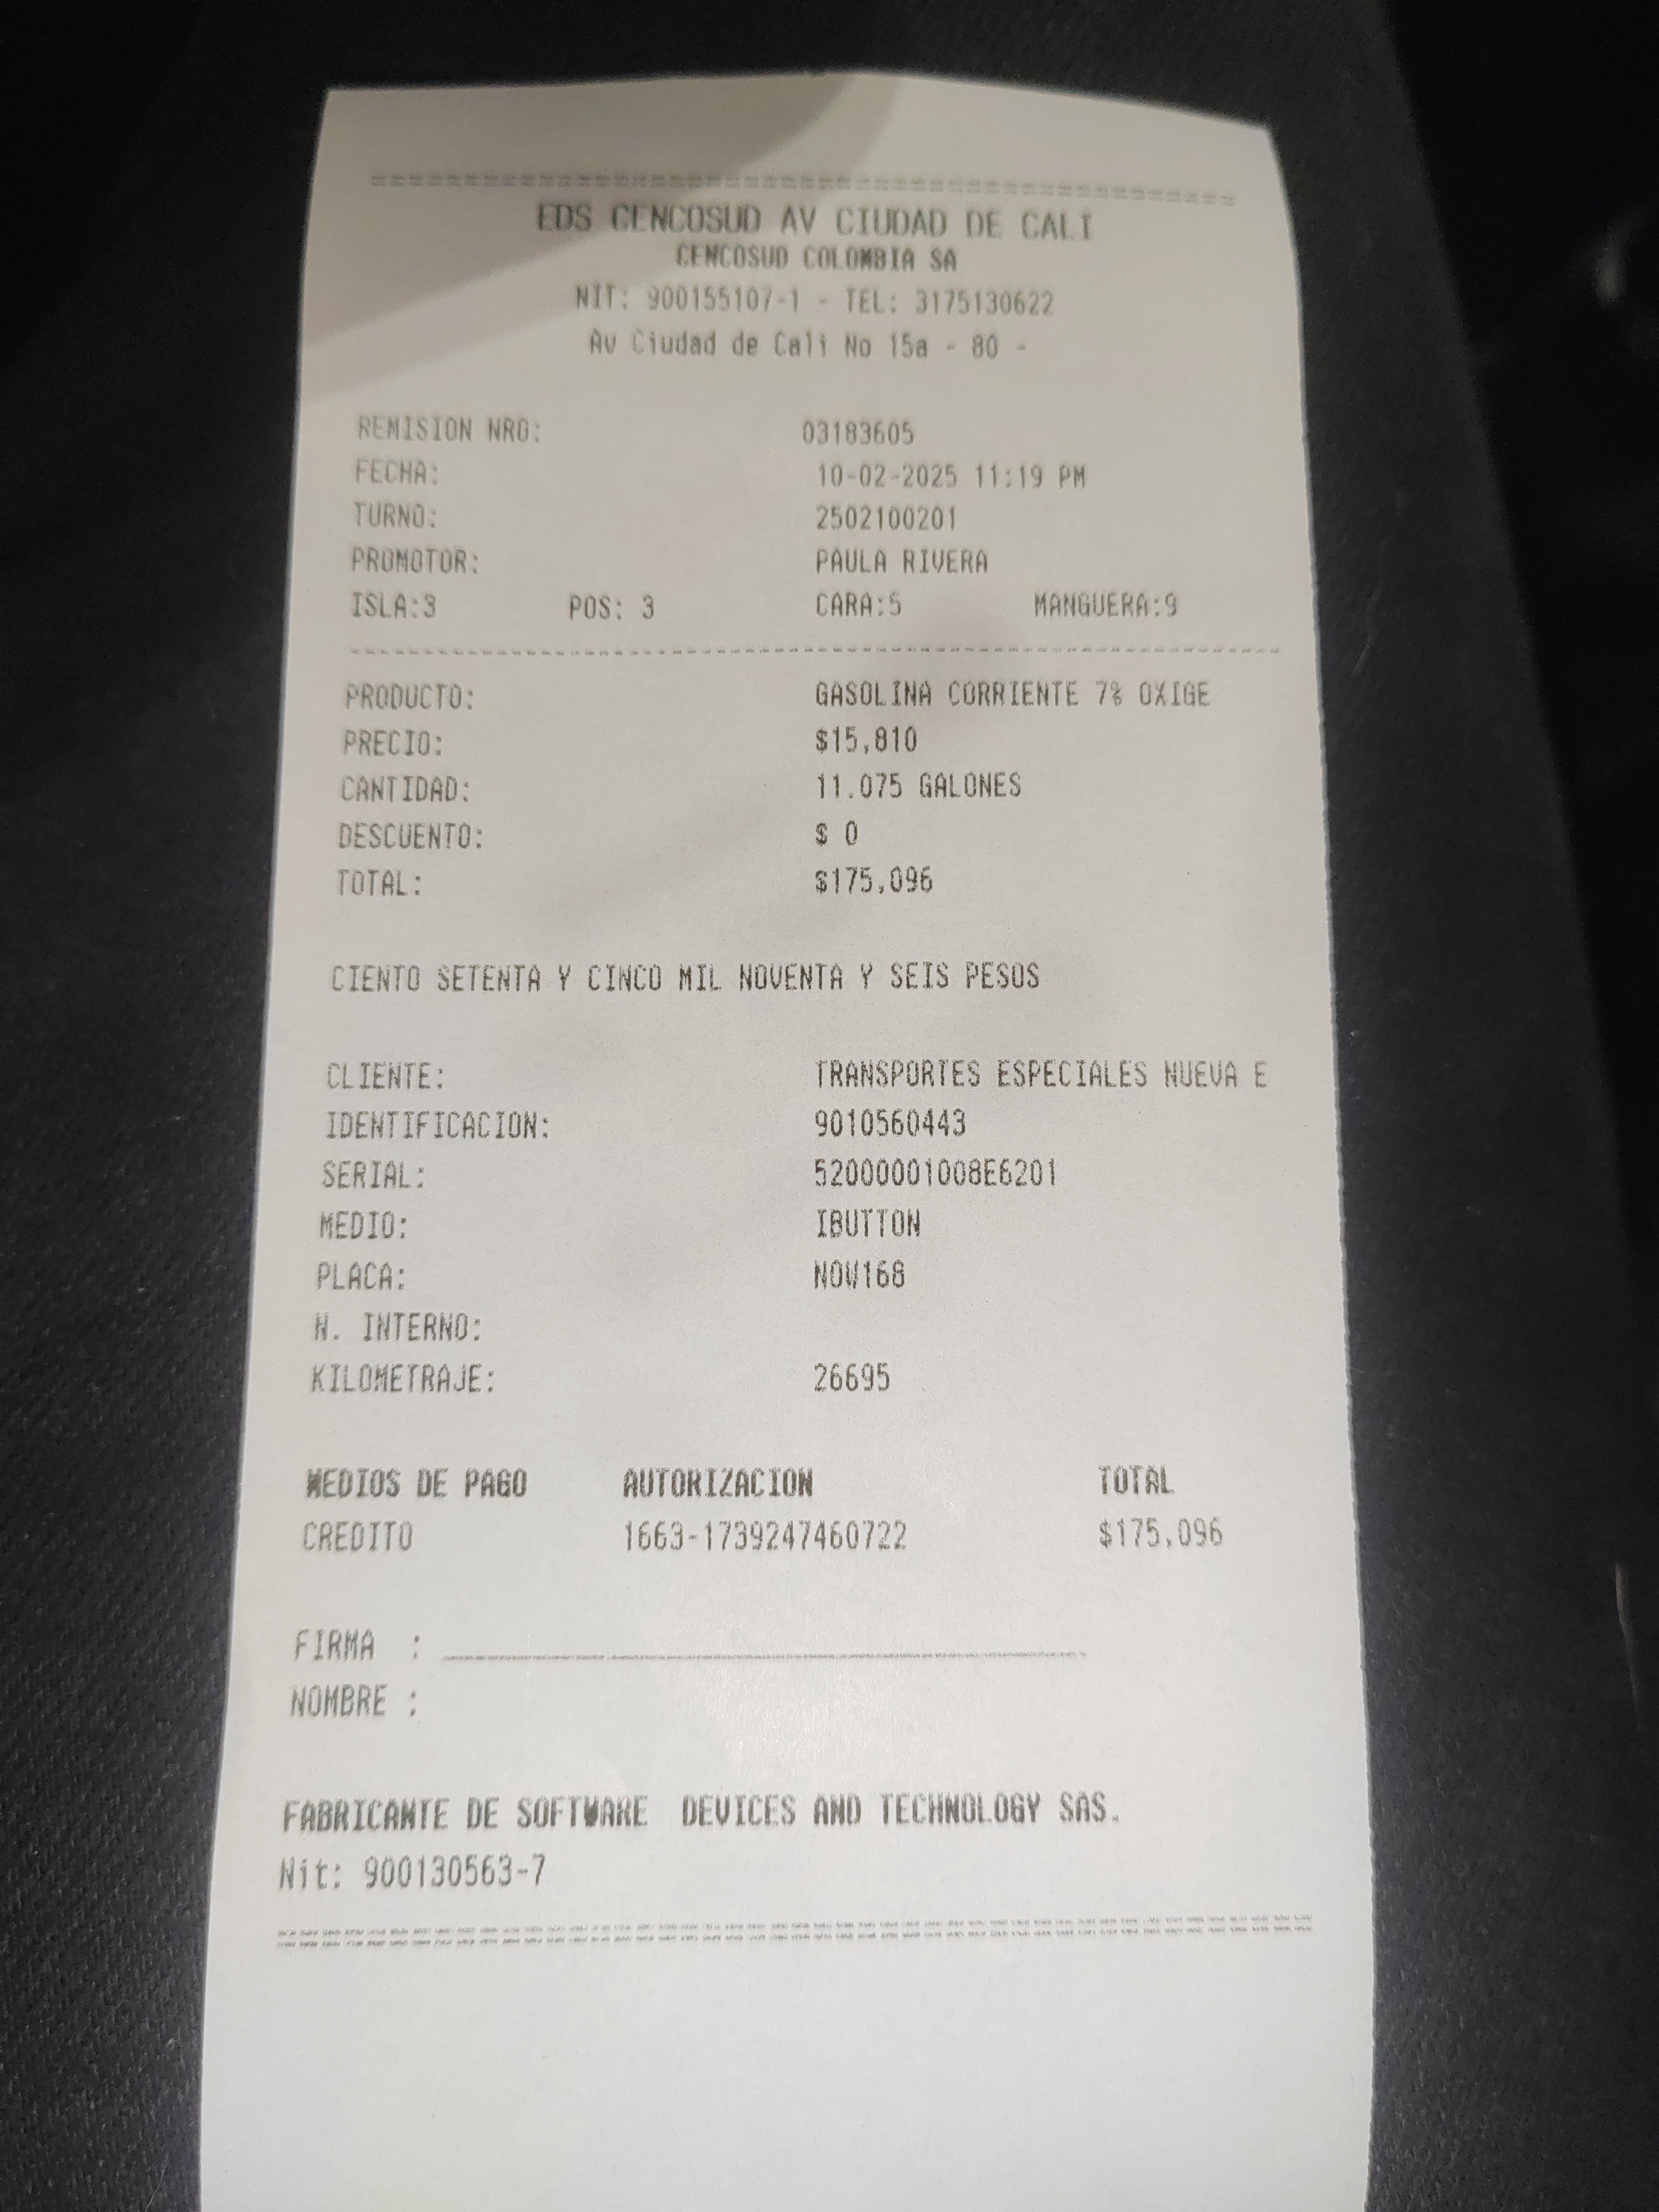 EDS CENCOSUD AV CIUDAD DE CALI
CENCOSUD COLOMBIA SA
NIT: 900155107-1 - TEL: 3175130622
Av Ciudad de Cali No 15a - 80 -
REMISION NRO: 03183605
FECHA: 10-02-2025 11:19 PM
TURNO: 2502100201
PROMOTOR: PAULA RIVERA
ISLA:3 POS: 3 CARA:5 MANGUERA:9
PRODUCTO: GASOLINA CORRIENTE 7% OXIGE
PRECIO: $15,810
CANTIDAD: 11.075 GALONES
DESCUENTO: $ 0
TOTAL: $175,096
CIENTO SETENTA Y CINCO MIL NOVENTA Y SEIS PESOS
CLIENTE: TRANSPORTES ESPECIALES NUEVA E
IDENTIFICACION: 9010560443
SERIAL: 52000001008E6201
MEDIO: IBUTTON
PLACA: NOW168
N. INTERNO:
KILOMETRAJE: 26695
MEDIOS DE PAGO AUTORIZACION TOTAL
CREDITO 1663-1739247460722 $175,096
FIRMA :
NOMBRE :
FABRICANTE DE SOFTWARE DEVICES AND TECHNOLOGY SAS.
Nit: 900130563-7